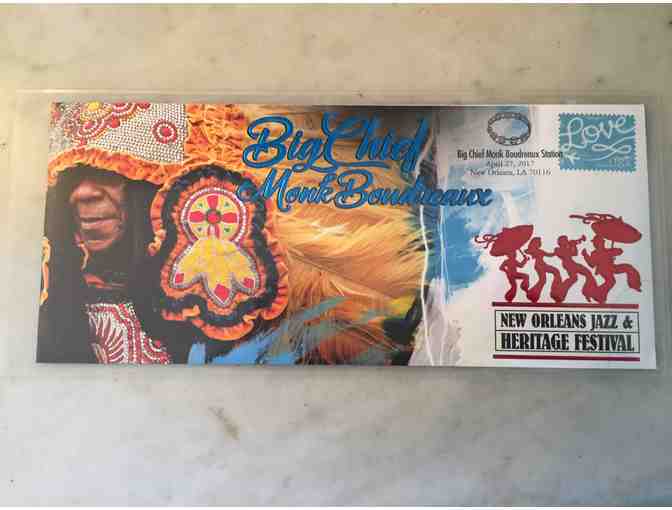 Big Chief
Monk Boudreaux
Big Chief Monk Boudreaux Station
April 27, 2017
New Orleans, LA 70116
Love
NEW ORLEANS JAZZ &
HERITAGE FESTIVAL